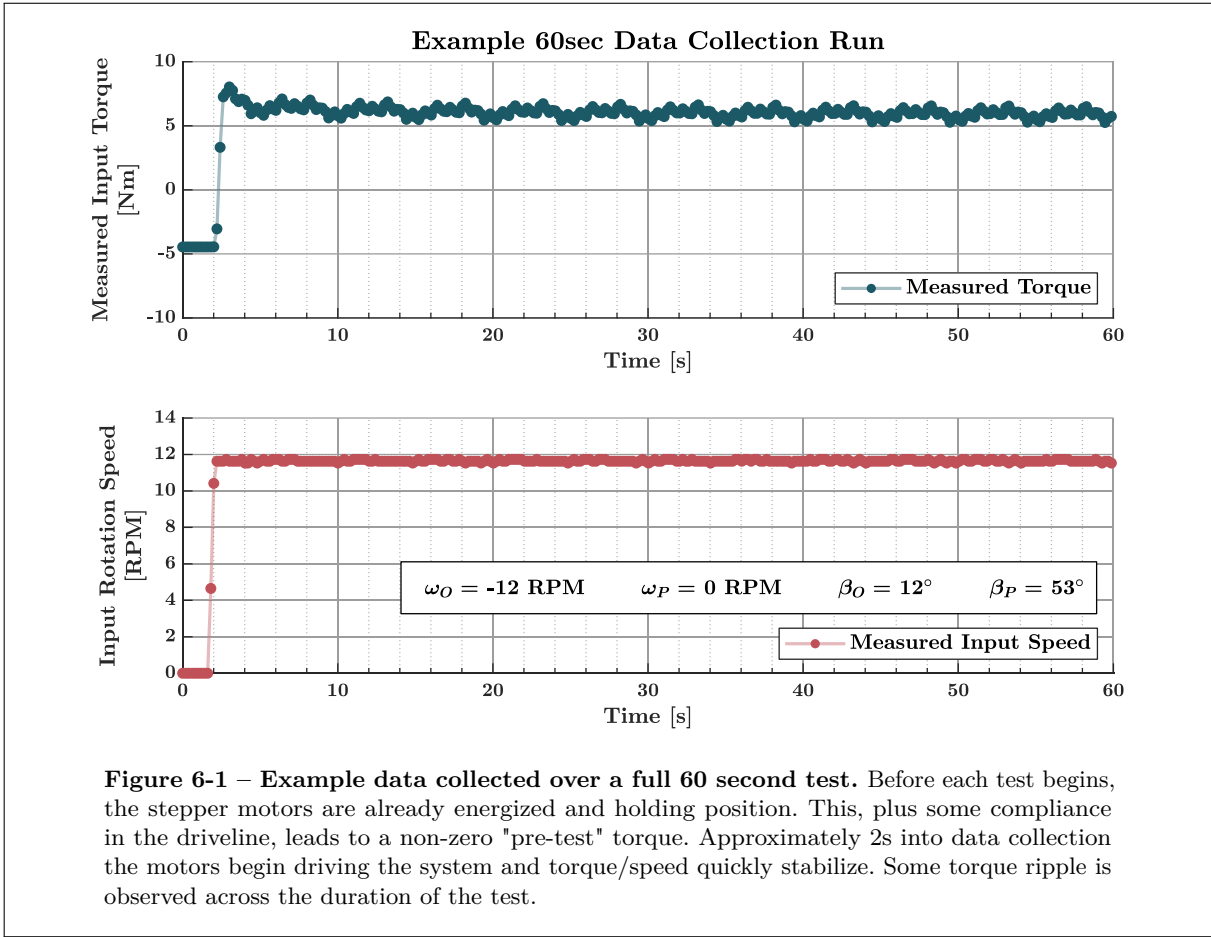 Example 60sec Data Collection Run
Measured Input Torque
[Nm]
10
5
0
-5
-10
Measured Torque
0
10
20
30
40
50
60
Time [s]
Input Rotation Speed
[RPM]
14
12
10
8
6
4
2
0
ω_O = -12 RPM ω_P = 0 RPM β_O = 12° β_P = 53°
Measured Input Speed
0
10
20
30
40
50
60
Time [s]
Figure 6-1 – Example data collected over a full 60 second test. Before each test begins,
the stepper motors are already energized and holding position. This, plus some compliance
in the driveline, leads to a non-zero "pre-test" torque. Approximately 2s into data collection
the motors begin driving the system and torque/speed quickly stabilize. Some torque ripple is
observed across the duration of the test.